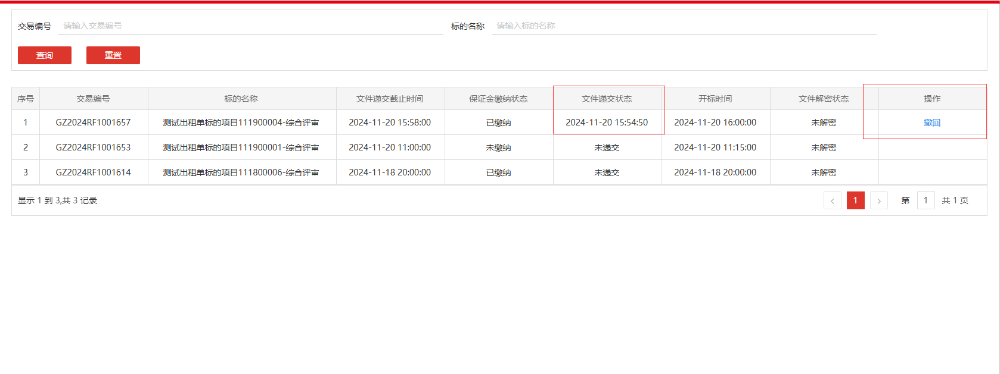 交易编号 请输入交易编号 标的名称 请输入标的名称
查询 重置
序号 交易编号 标的名称 文件递交截止时间 保证金缴纳状态 文件递交状态 开标时间 文件解密状态 操作
1 GZ2024RF1001657 测试出租单标的项目111900004-综合评审 2024-11-20 15:58:00 已缴纳 2024-11-20 15:54:50 2024-11-20 16:00:00 未解密 撤回
2 GZ2024RF1001653 测试出租单标的项目111900001-综合评审 2024-11-20 11:00:00 未缴纳 未递交 2024-11-20 11:15:00 未解密
3 GZ2024RF1001614 测试出租单标的项目111800006-综合评审 2024-11-18 20:00:00 已缴纳 未递交 2024-11-18 20:00:00 未解密
显示 1 到 3,共 3 记录 < 1 > 第 1 共 1 页